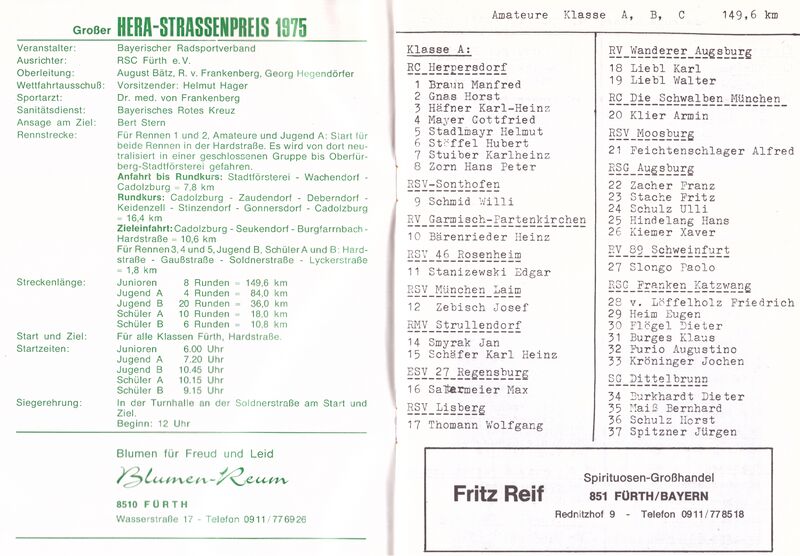 Großer HERA-STRASSENPREIS 1975
Veranstalter: Bayerischer Radsportverband
Ausrichter: RSC Fürth e.V.
Oberleitung: August Bätz, R. v. Frankenberg, Georg Hegendörfer
Wettfahrtausschuß: Vorsitzender: Helmut Hager
Sportarzt: Dr. med. von Frankenberg
Sanitätsdienst: Bayerisches Rotes Kreuz
Ansage am Ziel: Bert Stern
Rennstrecke: Für Rennen 1 und 2, Amateure und Jugend A: Start für
beide Rennen in der Hardstraße. Es wird von dort neu-
tralisiert in einer geschlossenen Gruppe bis Oberfür-
berg-Stadtförsterei gefahren.
Anfahrt bis Rundkurs: Stadtförsterei - Wachendorf -
Cadolzburg = 7,8 km
Rundkurs: Cadolzburg - Zaudendorf - Deberndorf -
Keidenzell - Stinzendorf - Gonnersdorf - Cadolzburg
= 16,4 km
Zieleinfahrt: Cadolzburg - Seukendorf - Burgfarrnbach -
Hardstraße = 10,6 km
Für Rennen 3, 4 und 5, Jugend B, Schüler A und B: Hard-
straße - Gaußstraße - Soldnerstraße - Lyckerstraße
= 1,8 km
Streckenlänge: Junioren 8 Runden = 149,6 km
Jugend A 4 Runden = 84,0 km
Jugend B 20 Runden = 36,0 km
Schüler A 10 Runden = 18,0 km
Schüler B 6 Runden = 10,8 km
Start und Ziel: Für alle Klassen Fürth, Hardstraße.
Startzeiten: Junioren 6.00 Uhr
Jugend A 7.20 Uhr
Jugend B 10.45 Uhr
Schüler A 10.15 Uhr
Schüler B 9.15 Uhr
Siegerehrung: In der Turnhalle an der Soldnerstraße am Start und
Ziel.
Beginn: 12 Uhr
Blumen für Freud und Leid
Blumen-Reum
8510 FÜRTH
Wasserstraße 17 - Telefon 0911/776926
Amateure Klasse A, B, C 149,6 km
Klasse A:
RC Herpersdorf
1 Braun Manfred
2 Gnas Horst
3 Häfner Karl-Heinz
4 Mayer Gottfried
5 Stadlmayr Helmut
6 Stöffel Hubert
7 Stuiber Karlheinz
8 Zorn Hans Peter
RSV-Sonthofen
9 Schmid Willi
RV Garmisch-Partenkirchen
10 Bärenrieder Heinz
RSV 46 Rosenheim
11 Stanizewski Edgar
RSV München Laim
12 Zebisch Josef
RMV Strullendorf
14 Smyrak Jan
15 Schäfer Karl Heinz
ESV 27 Regensburg
16 Max
RSV Lisberg
17 Thomann Wolfgang
RV Wanderer Augsburg
18 Liebl Karl
19 Liebl Walter
RC Die Schwalben München
20 Klier Armin
RSV Moosburg
21 Feichtenschlager Alfred
RSG Augsburg
22 Zacher Franz
23 Stache Fritz
24 Schulz Ulli
25 Hindelang Hans
26 Kiemer Xaver
RV 89 Schweinfurt
27 Slongo Paolo
RSG Franken Katzwang
28 v. Löffelholz Friedrich
29 Heim Eugen
30 Flögel Dieter
31 Burges Klaus
32 Furio Augustino
33 Kröninger Jochen
SG Dittelbrunn
34 Burkhardt Dieter
35 Maiß Bernhard
36 Schulz Horst
37 Spitzner Jürgen
Fritz Reif
Spirituosen-Großhandel
851 FÜRTH/BAYERN
Rednitzhof 9 - Telefon 0911/778518